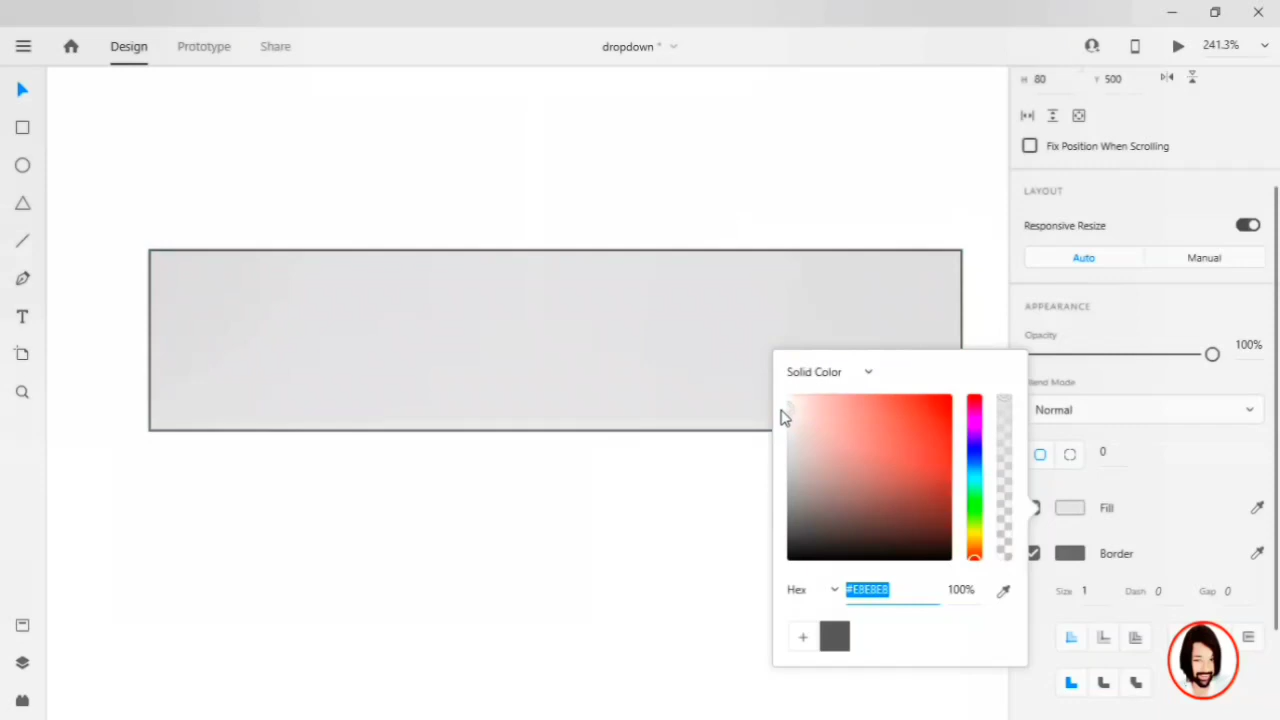 Design Prototype Share dropdown * 241.3%
H 80 Y 500
Fix Position When Scrolling
LAYOUT
Responsive Resize
Auto Manual
APPEARANCE
Opacity
100%
Solid Color
Blend Mode
Normal
0
Fill
Border
Hex #E8E8E8 100%
Size 1 Dash 0 Gap 0